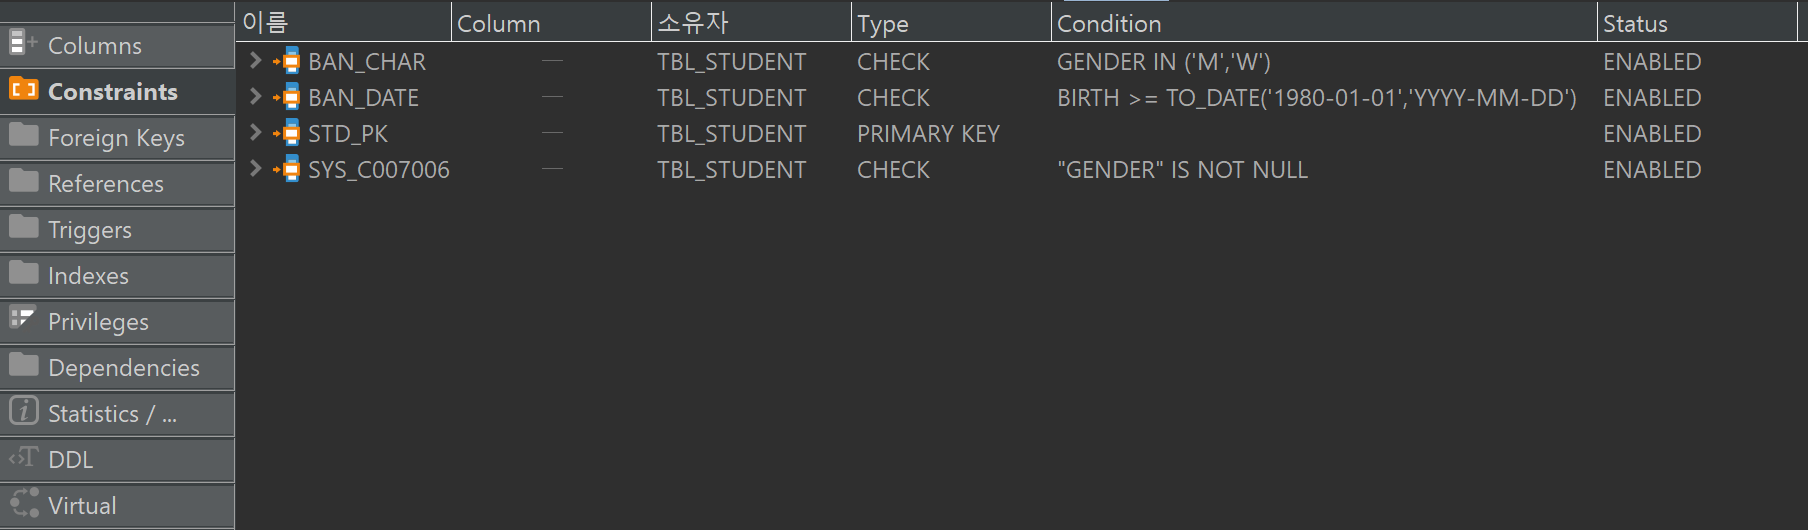 Columns
Constraints
Foreign Keys
References
Triggers
Indexes
Privileges
Dependencies
Statistics / ...
DDL
Virtual
이름 Column 소유자 Type Condition Status
BAN_CHAR TBL_STUDENT CHECK GENDER IN ('M','W') ENABLED
BAN_DATE TBL_STUDENT CHECK BIRTH >= TO_DATE('1980-01-01','YYYY-MM-DD') ENABLED
STD_PK TBL_STUDENT PRIMARY KEY ENABLED
SYS_C007006 TBL_STUDENT CHECK "GENDER" IS NOT NULL ENABLED